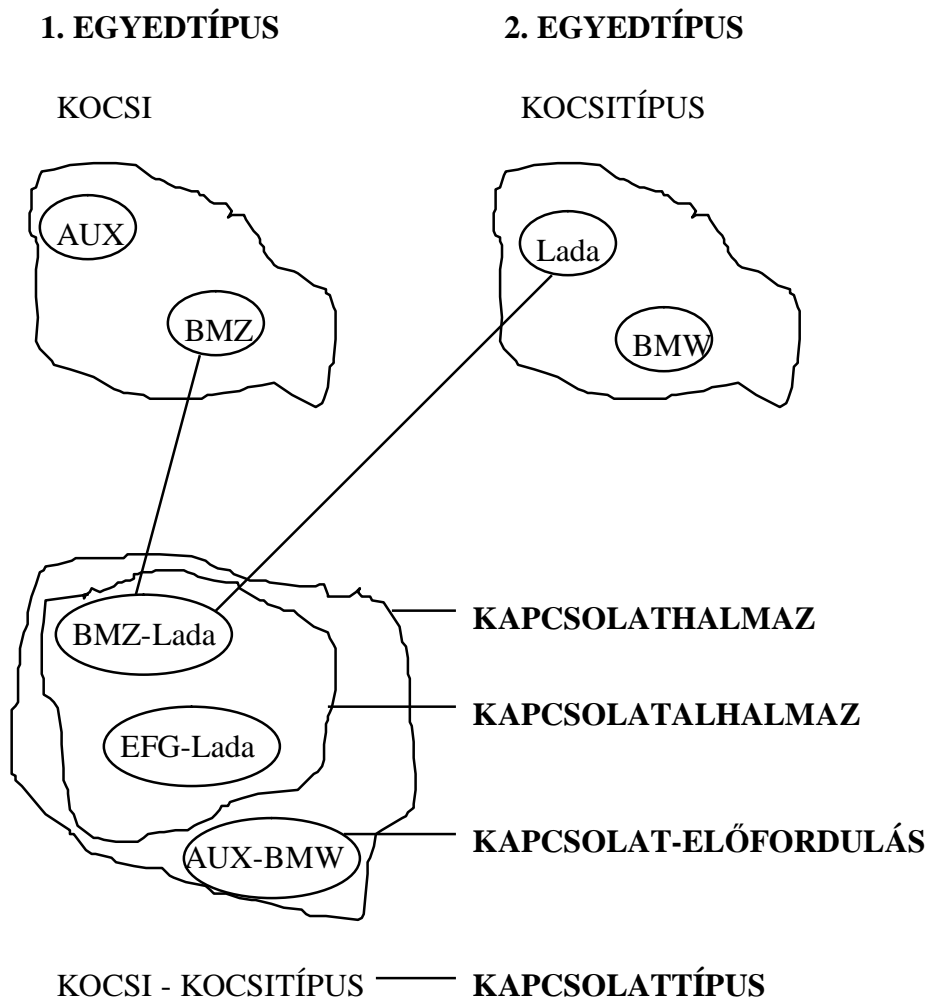 1. EGYEDTÍPUS 2. EGYEDTÍPUS
KOCSI KOCSITÍPUS
AUX
Lada
BMZ
BMW
BMZ-Lada
KAPCSOLATHALMAZ
KAPCSOLATALHALMAZ
EFG-Lada
KAPCSOLAT-ELŐFORDULÁS
AUX-BMW
KOCSI - KOCSITÍPUS KAPCSOLATTÍPUS